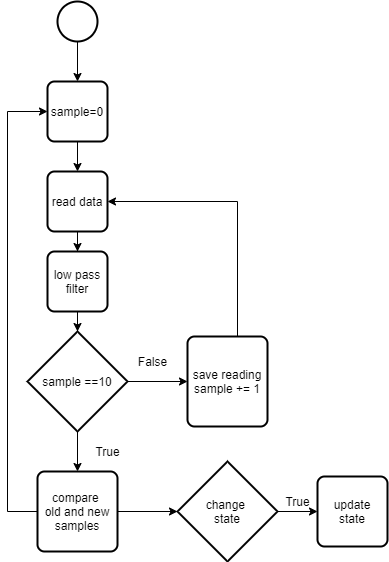 sample=0
read data
low pass
filter
sample ==10
False
save reading
sample += 1
True
compare
old and new
samples
change
state
True
update
state